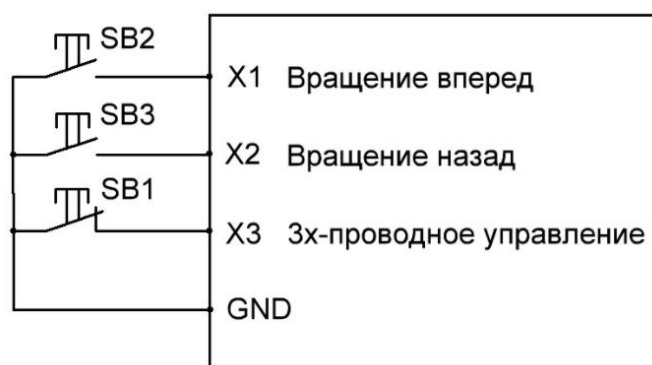 SB2
X1 Вращение вперед
SB3
X2 Вращение назад
SB1
X3 3х-проводное управление
GND